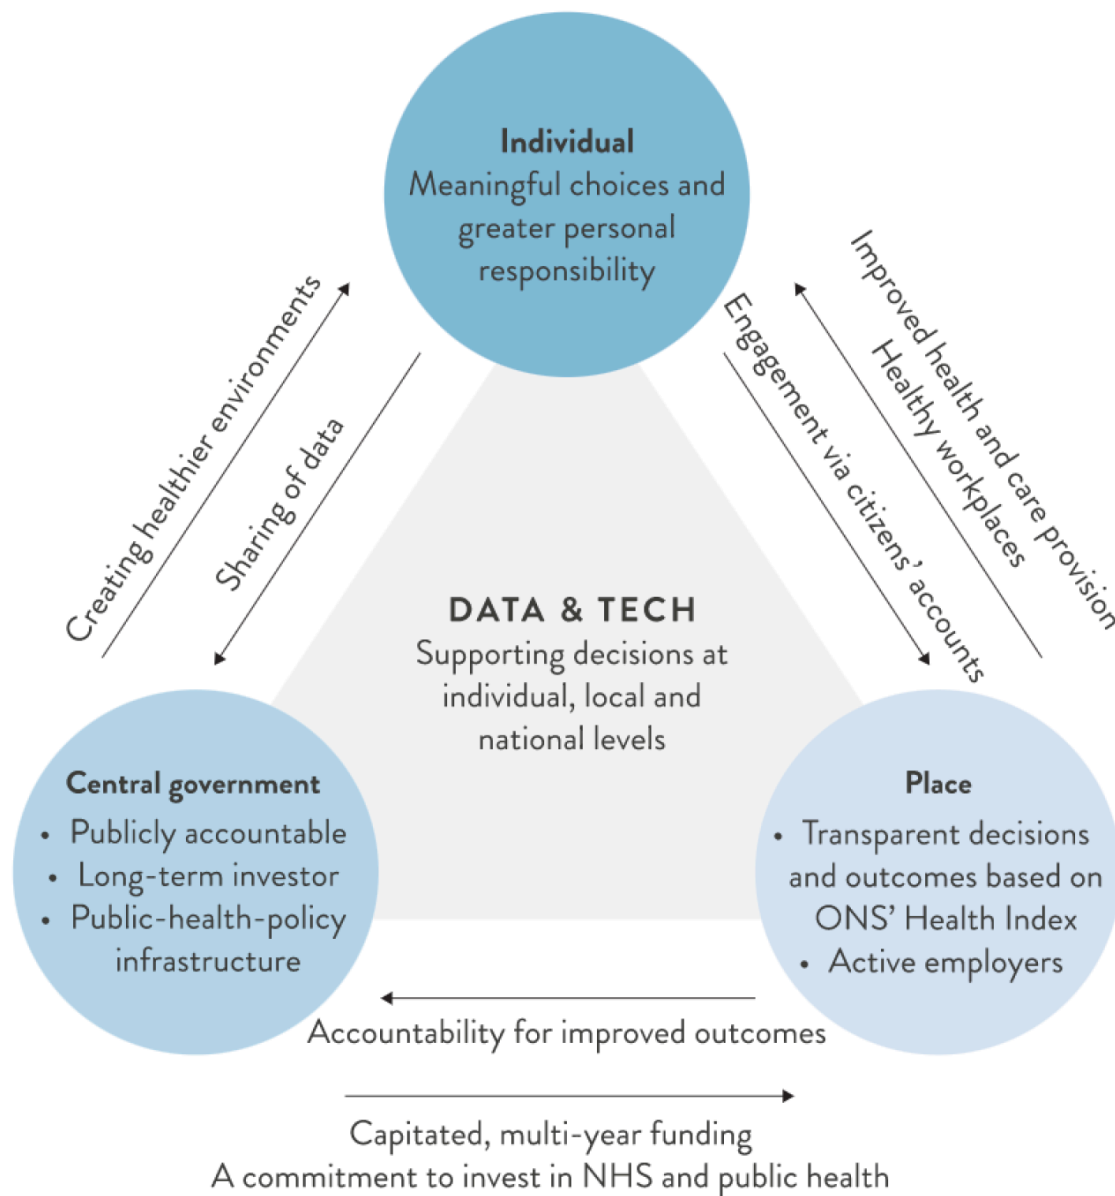 Individual
Meaningful choices and
greater personal
responsibility
Creating healthier environments
Sharing of data
Engagement via citizens’ accounts
Healthy workplaces
Improved health and care provision
DATA & TECH
Supporting decisions at
individual, local and
national levels
Central government
• Publicly accountable
• Long-term investor
• Public-health-policy
infrastructure
Place
• Transparent decisions
and outcomes based on
ONS’ Health Index
• Active employers
Accountability for improved outcomes
Capitated, multi-year funding
A commitment to invest in NHS and public health